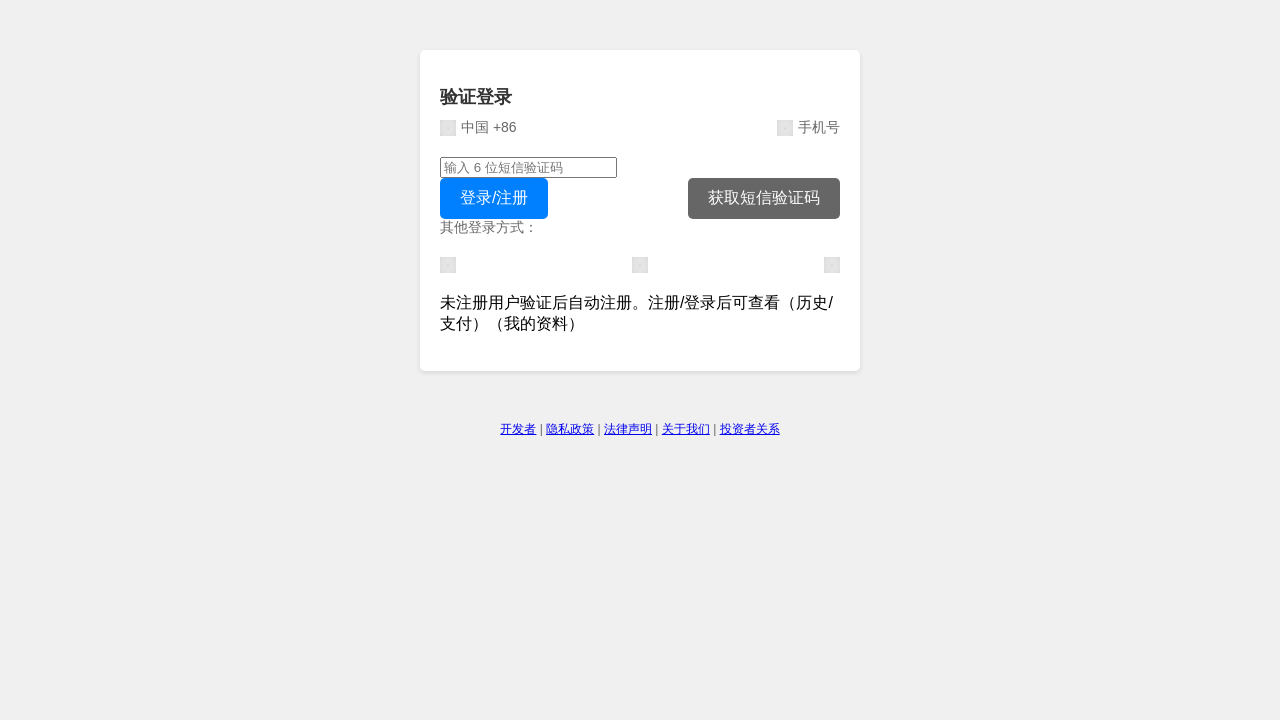 验证登录
中国 +86 手机号
输入 6 位短信验证码
登录/注册 获取短信验证码
其他登录方式：
未注册用户验证后自动注册。注册/登录后可查看（历史/
支付）（我的资料）
开发者 | 隐私政策 | 法律声明 | 关于我们 | 投资者关系